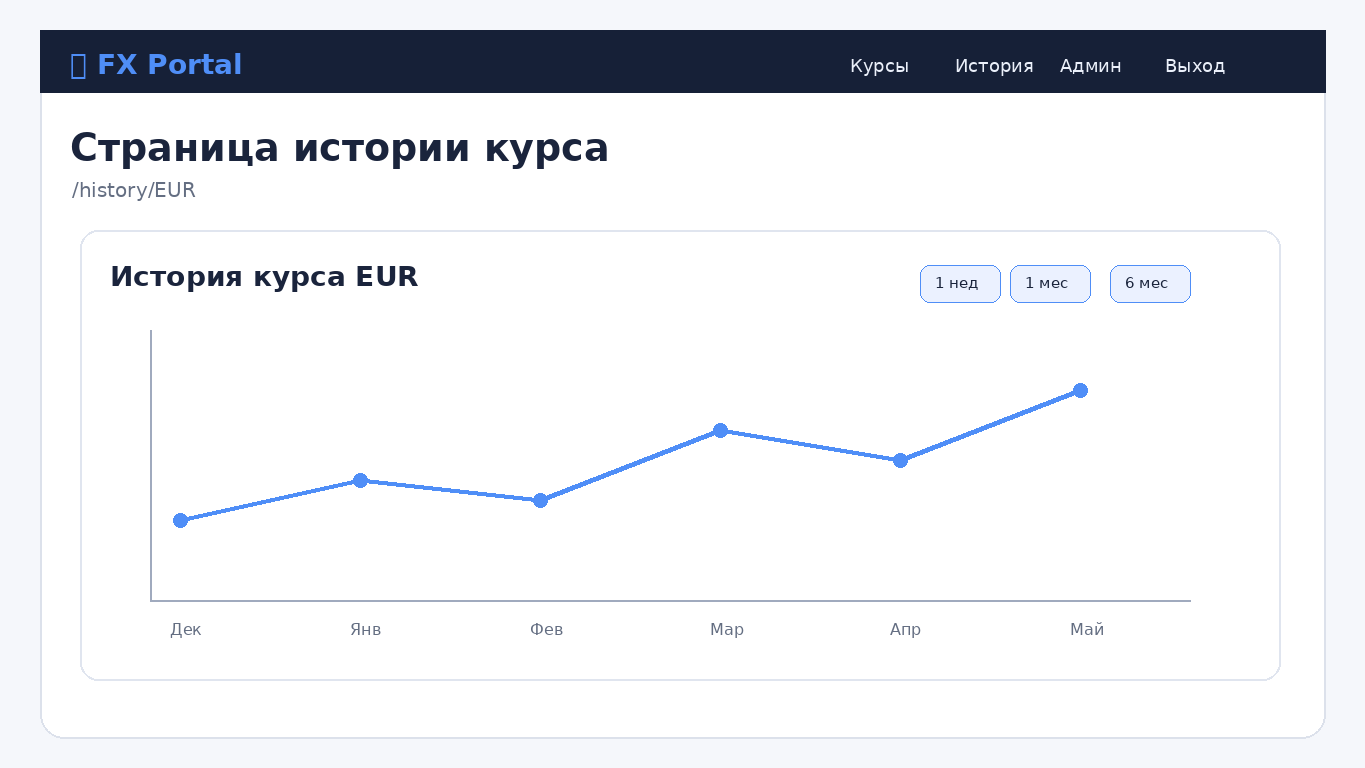 FX Portal Курсы История Админ Выход
Страница истории курса
/history/EUR
История курса EUR 1 нед 1 мес 6 мес
Дек Янв Фев Мар Апр Май